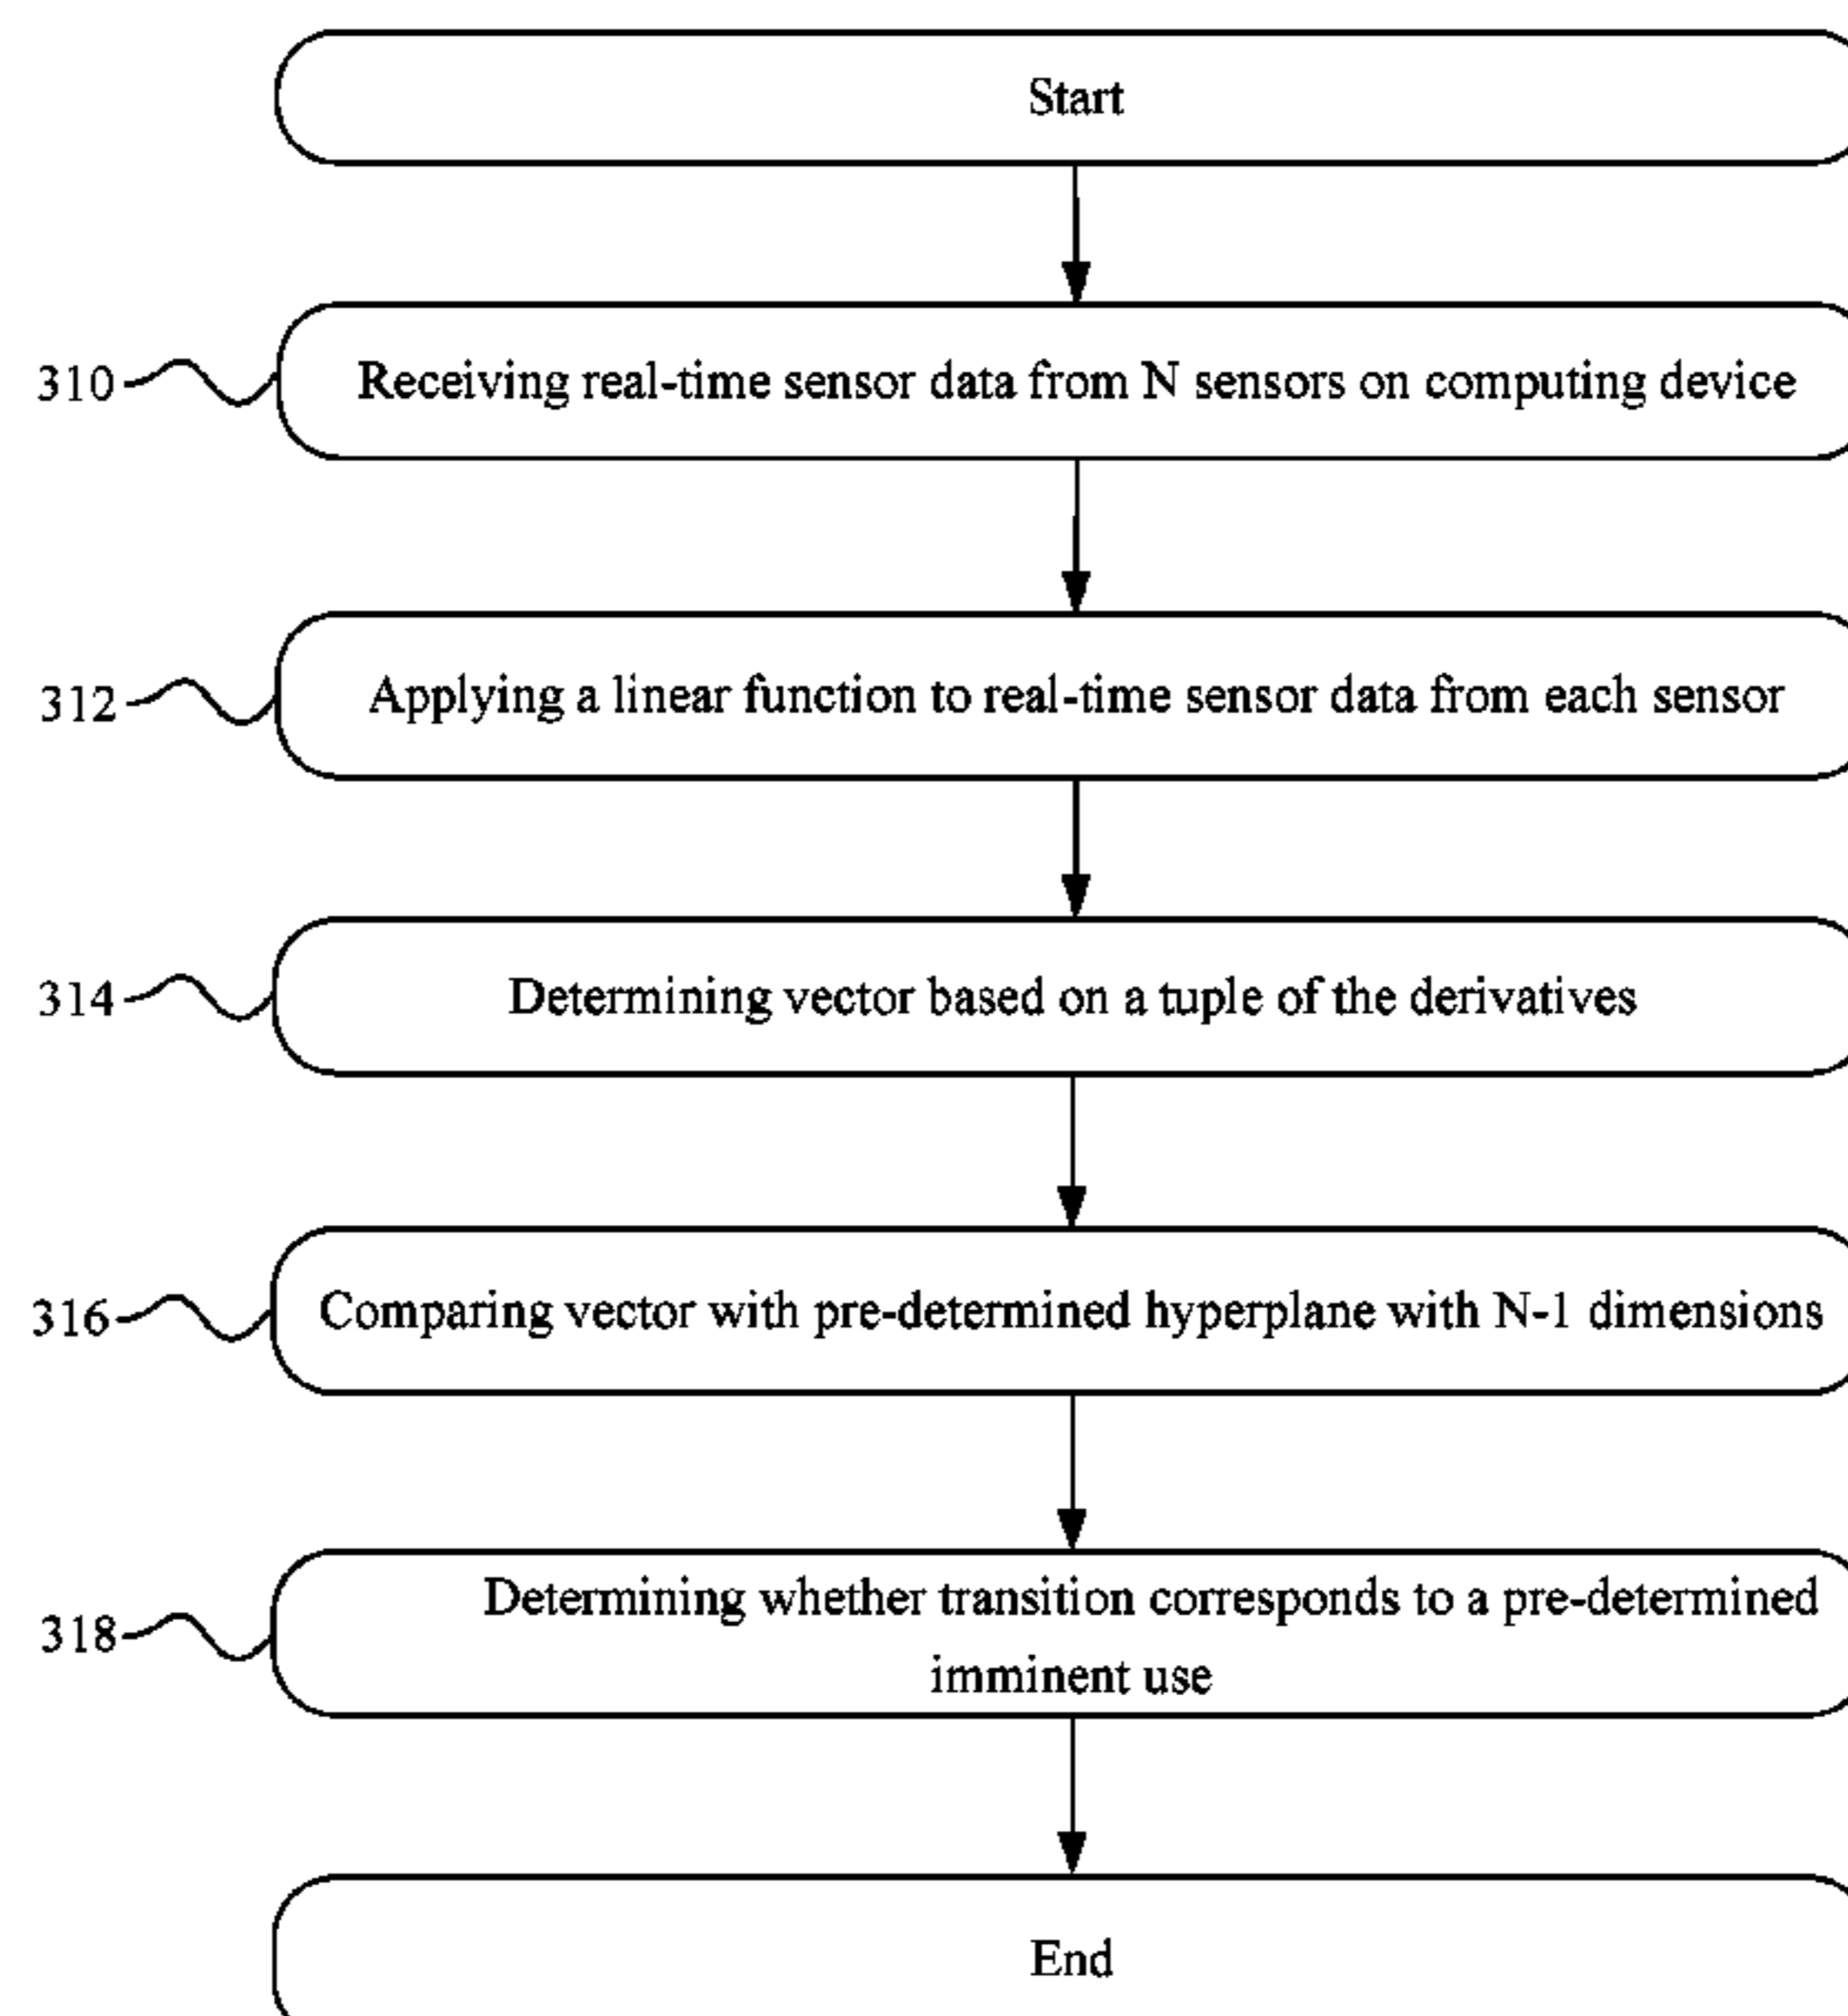 Start
310 Receiving real-time sensor data from N sensors on computing device
312 Applying a linear function to real-time sensor data from each sensor
314 Determining vector based on a tuple of the derivatives
316 Comparing vector with pre-determined hyperplane with N-1 dimensions
318 Determining whether transition corresponds to a pre-determined
imminent use
End